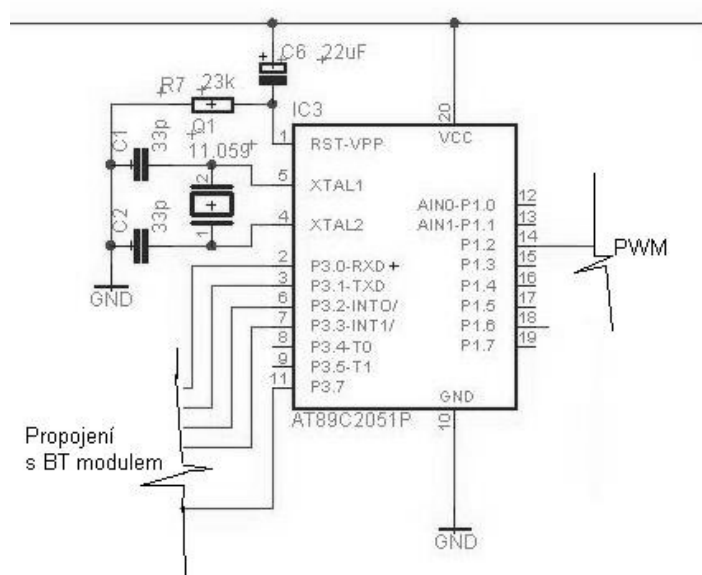 C6 22uF
R7 23k
IC3
C1
33p
Q1
11,059
2
1
C2
33p
GND
1 RST-VPP
5 XTAL1
4 XTAL2
2 P3.0-RXD
3 P3.1-TXD
6 P3.2-INT0/
7 P3.3-INT1/
8 P3.4-T0
9 P3.5-T1
11 P3.7
20
VCC
AIN0-P1.0 12
AIN1-P1.1 13
P1.2 14
P1.3 15
P1.4 16
P1.5 17
P1.6 18
P1.7 19
GND
10
AT89C2051P
PWM
Propojení
s BT modulem
GND